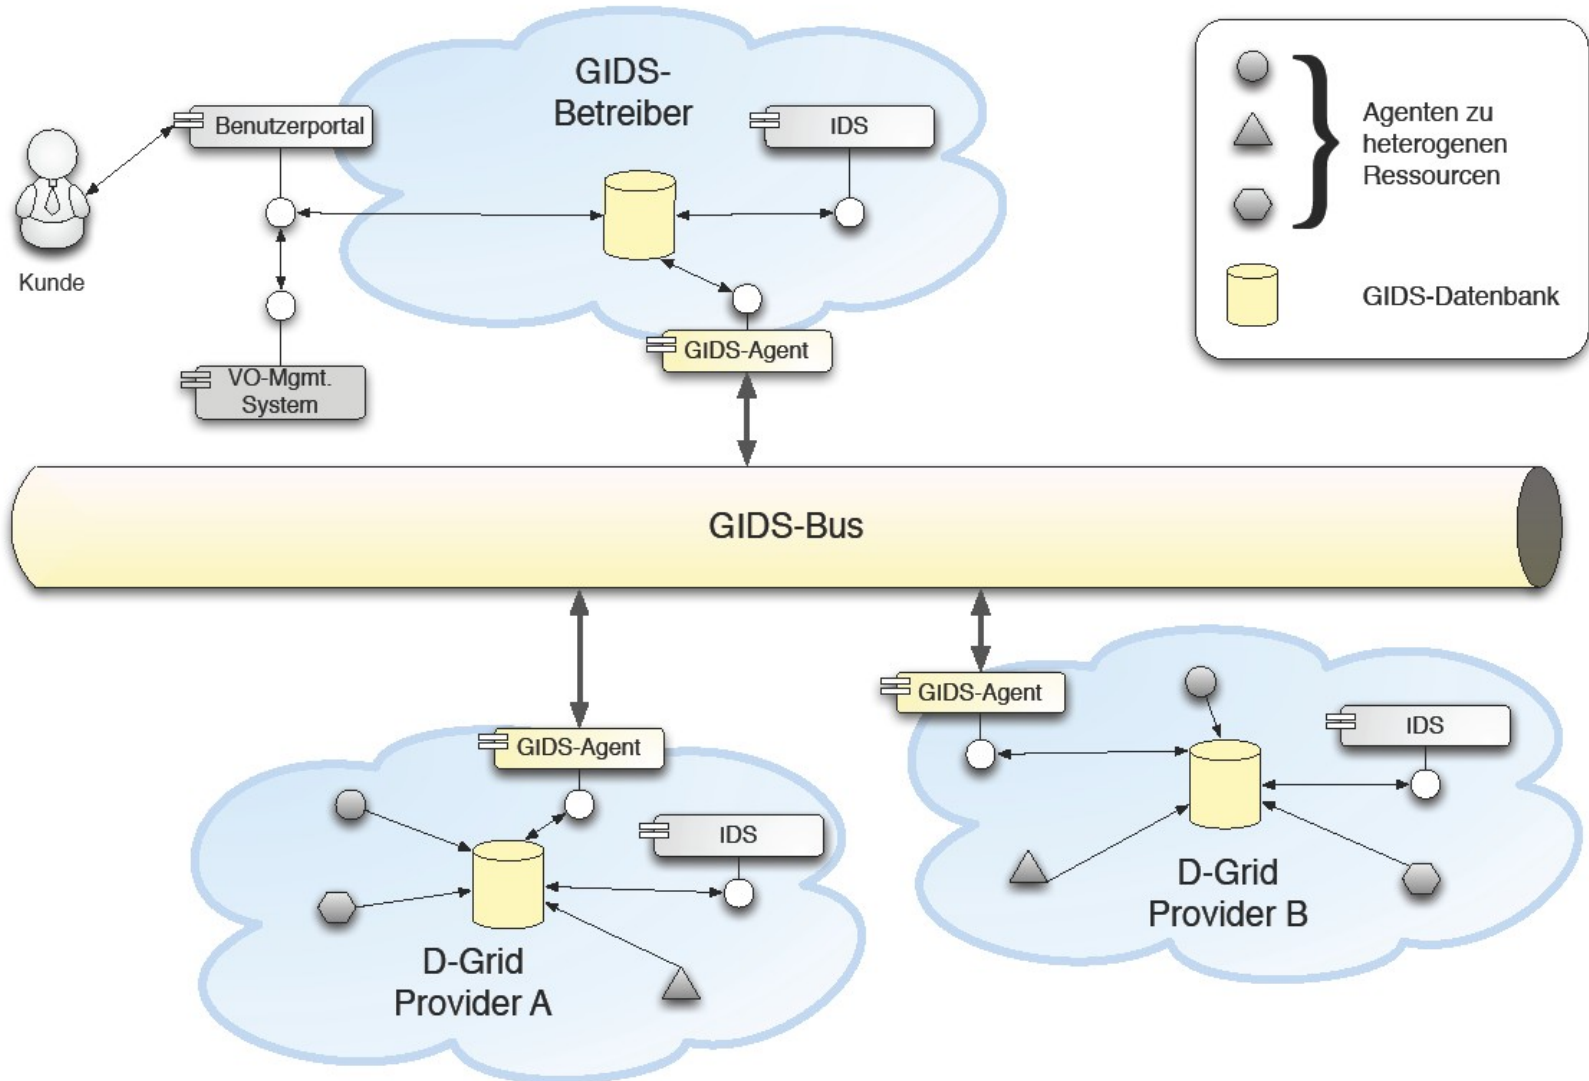 GIDS-
Betreiber
Benutzerportal
IDS
Kunde
VO-Mgmt.
System
GIDS-Agent
Agenten zu
heterogenen
Ressourcen
GIDS-Datenbank
GIDS-Bus
GIDS-Agent
IDS
D-Grid
Provider A
GIDS-Agent
IDS
D-Grid
Provider B